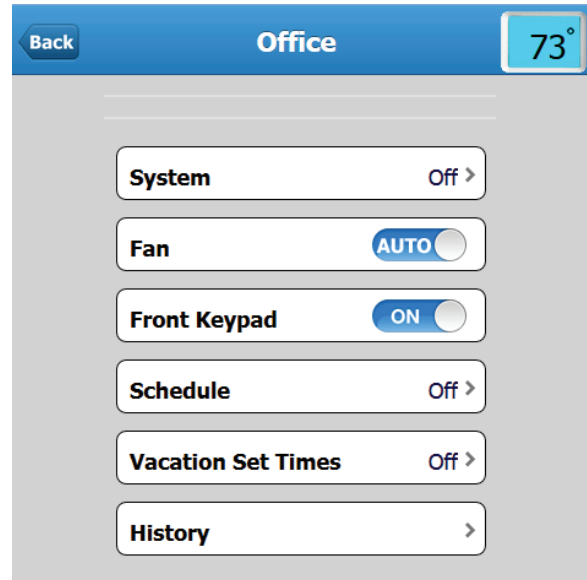 Back Office 73°
System Off >
Fan AUTO
Front Keypad ON
Schedule Off >
Vacation Set Times Off >
History >